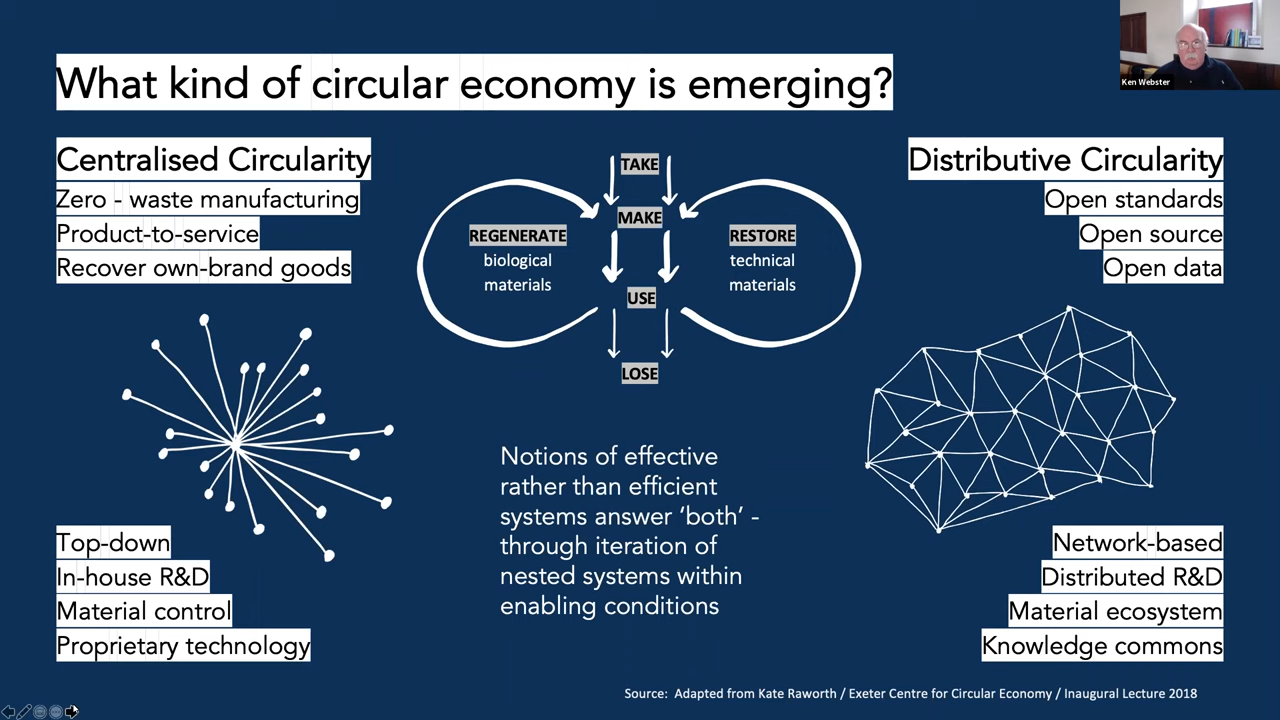 What kind of circular economy is emerging?
Ken Webster
Centralised Circularity
Zero - waste manufacturing
Product-to-service
Recover own-brand goods
TAKE
MAKE
REGENERATE
biological
materials
RESTORE
technical
materials
USE
LOSE
Distributive Circularity
Open standards
Open source
Open data
Notions of effective
rather than efficient
systems answer ‘both’ -
through iteration of
nested systems within
enabling conditions
Top-down
In-house R&D
Material control
Proprietary technology
Network-based
Distributed R&D
Material ecosystem
Knowledge commons
Source: Adapted from Kate Raworth / Exeter Centre for Circular Economy / Inaugural Lecture 2018